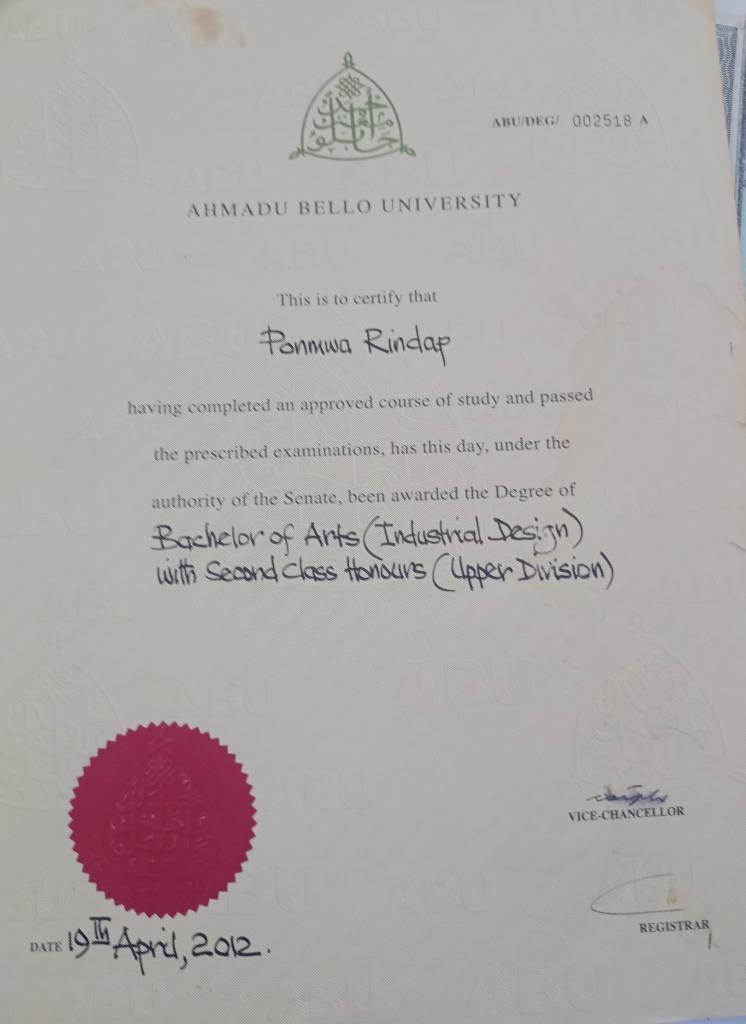 ABU/DEG/ 002518 A
AHMADU BELLO UNIVERSITY
This is to certify that
Ponmwa Rindap
having completed an approved course of study and passed
the prescribed examinations, has this day, under the
authority of the Senate, been awarded the Degree of
Bachelor of Arts (Industrial Design)
with Second Class Honours (Upper Division)
VICE-CHANCELLOR
REGISTRAR
DATE 19TH April, 2012.